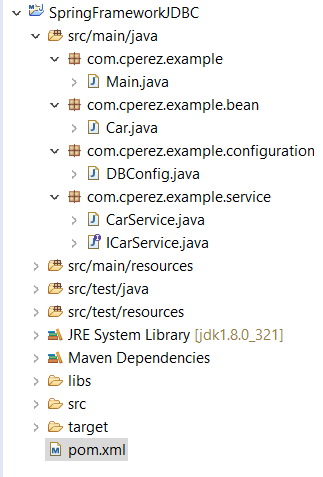 SpringFrameworkJDBC
src/main/java
com.cperez.example
Main.java
com.cperez.example.bean
Car.java
com.cperez.example.configuration
DBConfig.java
com.cperez.example.service
CarService.java
ICarService.java
src/main/resources
src/test/java
src/test/resources
JRE System Library [jdk1.8.0_321]
Maven Dependencies
libs
src
target
pom.xml